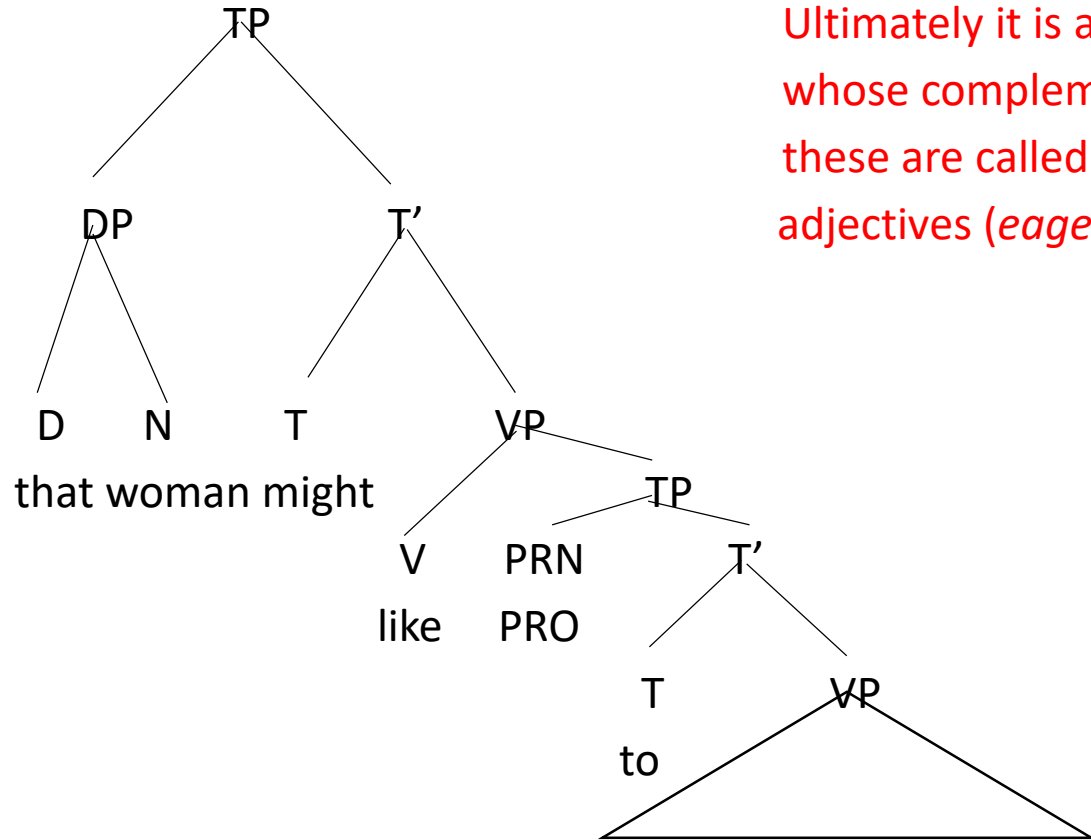 TP
Ultimately it is a
whose complem
these are called
adjectives (eage
DP T’
D N T VP
that woman might
TP
V PRN T’
like PRO
T VP
to